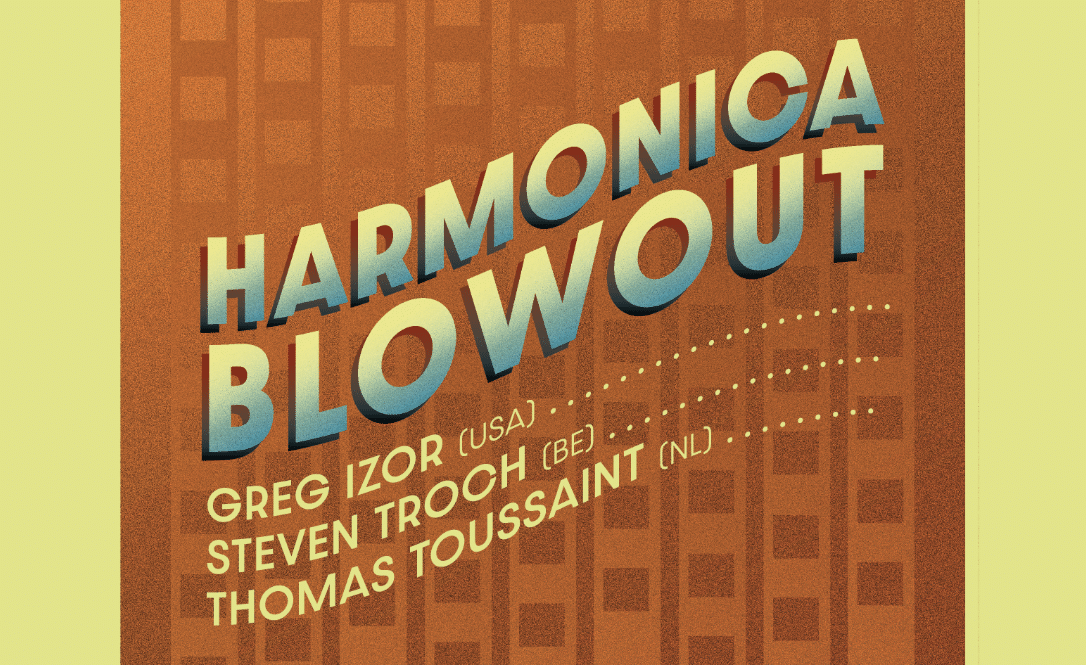 HARMONICA
BLOWOUT
GREG IZOR (USA)
STEVEN TROCH (BE)
THOMAS TOUSSAINT (NL)